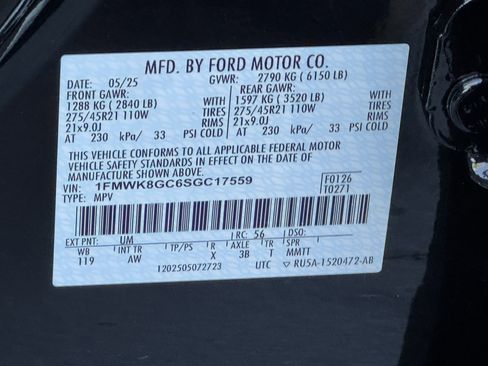 MFD. BY FORD MOTOR CO.
DATE: 05/25 GVWR: 2790 KG ( 6150 LB)
FRONT GAWR: REAR GAWR:
1288 KG ( 2840 LB) WITH 1597 KG ( 3520 LB) WITH
275/45R21 110W TIRES 275/45R21 110W TIRES
21x9.0J RIMS 21x9.0J RIMS
AT 230 kPa/ 33 PSI COLD AT 230 kPa/ 33 PSI COLD
THIS VEHICLE CONFORMS TO ALL APPLICABLE FEDERAL MOTOR
VEHICLE SAFETY STANDARDS IN EFFECT ON THE DATE OF
MANUFACTURE SHOWN ABOVE.
VIN: 1FMWK8GC6SGC17559 F0126
TYPE: MPV T0271
EXT PNT: UM RC: 56
WB INT TR TP/PS R AXLE TR SPR
119 AW X 3B T MMTT
1202505072723 UTC ▽ RU5A-1520472-AB